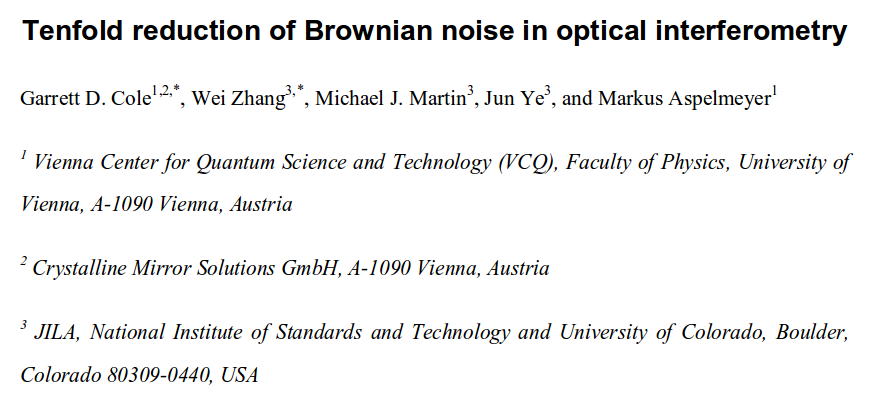 Tenfold reduction of Brownian noise in optical interferometry
Garrett D. Cole1,2,*, Wei Zhang3,*, Michael J. Martin3, Jun Ye3, and Markus Aspelmeyer1
1 Vienna Center for Quantum Science and Technology (VCQ), Faculty of Physics, University of
Vienna, A-1090 Vienna, Austria
2 Crystalline Mirror Solutions GmbH, A-1090 Vienna, Austria
3 JILA, National Institute of Standards and Technology and University of Colorado, Boulder,
Colorado 80309-0440, USA